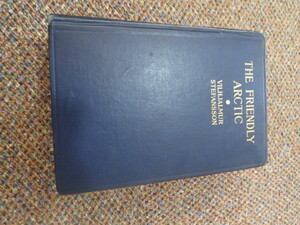 THE FRIENDLY
ARCTIC
VILHJALMUR
STEFANSSON